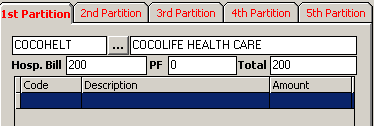 1st Partition 2nd Partition 3rd Partition 4th Partition 5th Partition
COCOHELT ... COCOLIFE HEALTH CARE
Hosp. Bill 200 PF 0 Total 200
Code Description Amount